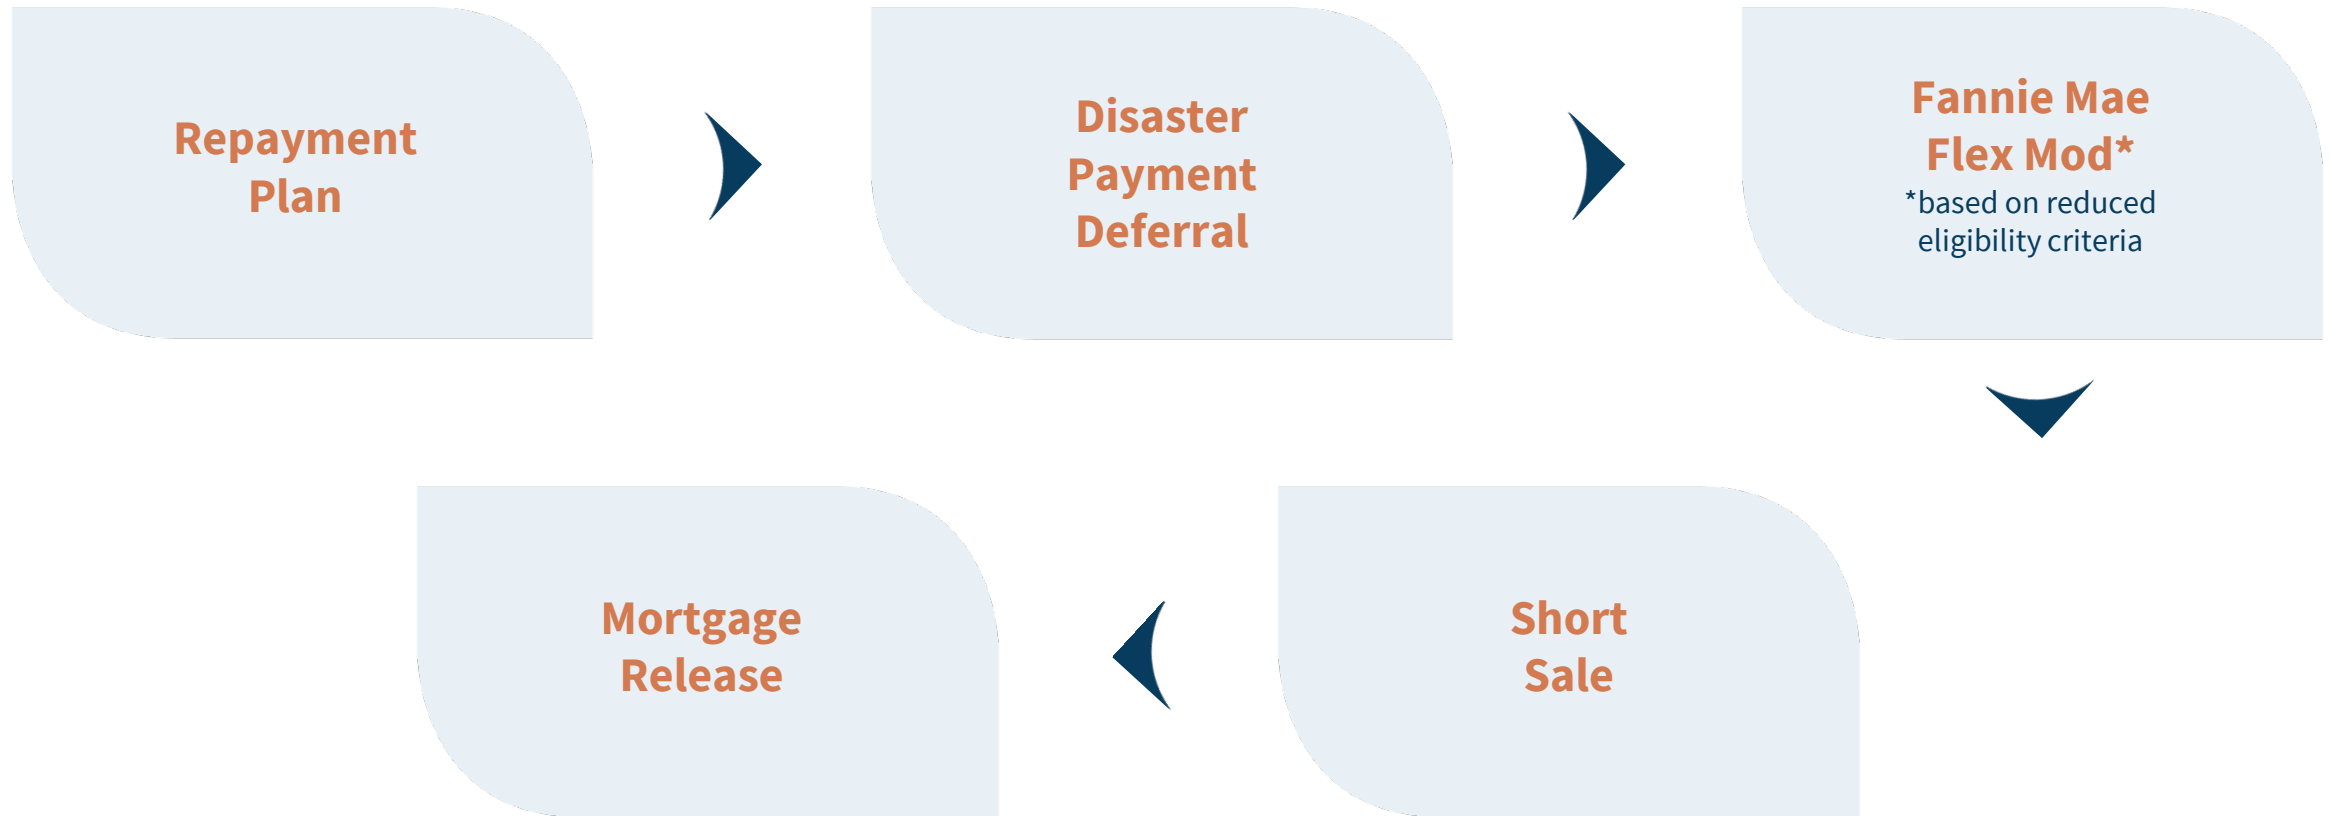 Repayment
Plan
Disaster
Payment
Deferral
Fannie Mae
Flex Mod*
*based on reduced
eligibility criteria
Short
Sale
Mortgage
Release